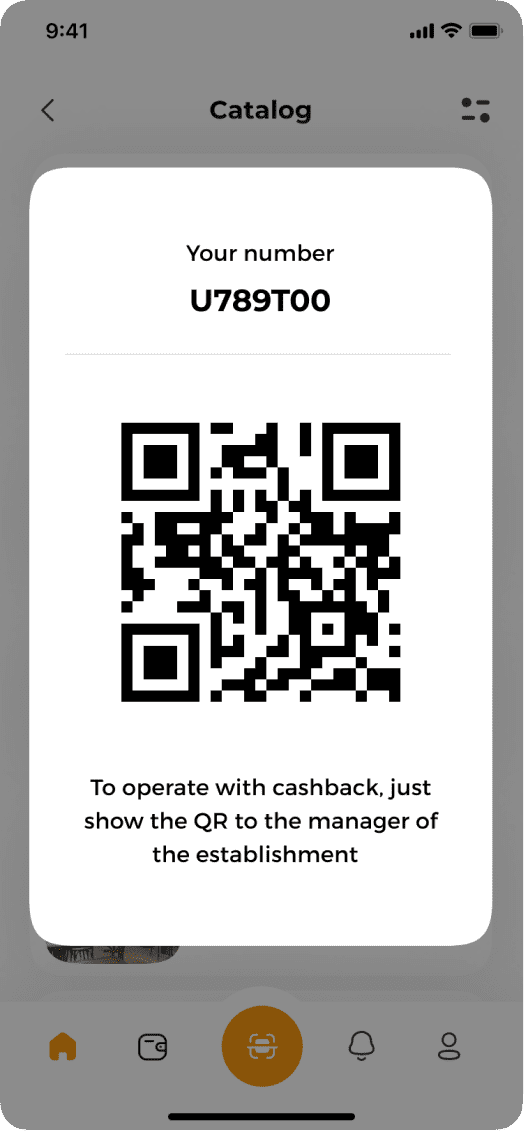 9:41
Catalog
Your number
U789T00
To operate with cashback, just
show the QR to the manager of
the establishment